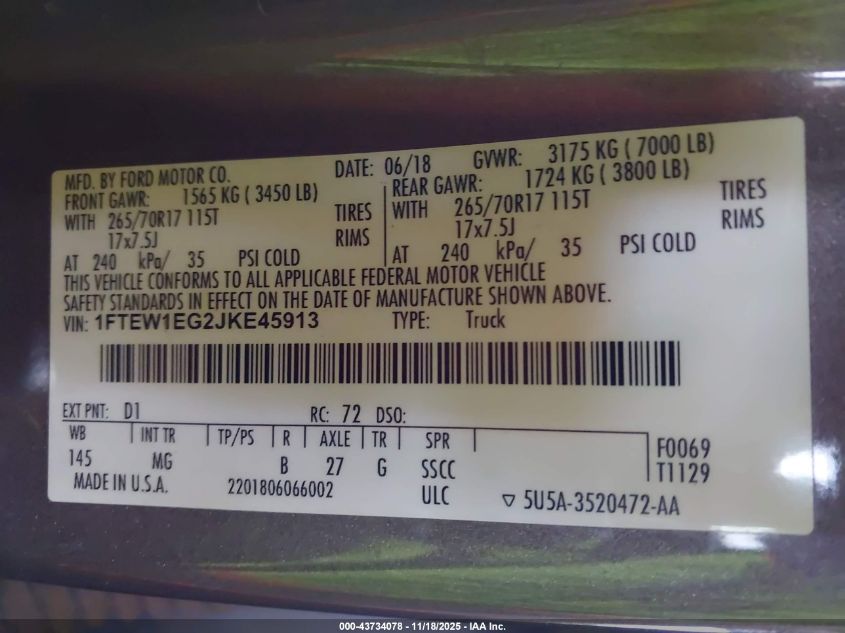 MFD. BY FORD MOTOR CO. DATE: 06/18 GVWR: 3175 KG ( 7000 LB)
FRONT GAWR: 1565 KG ( 3450 LB) REAR GAWR: 1724 KG ( 3800 LB)
WITH 265/70R17 115T TIRES WITH 265/70R17 115T TIRES
17x7.5J RIMS 17x7.5J RIMS
AT 240 kPa/ 35 PSI COLD AT 240 kPa/ 35 PSI COLD
THIS VEHICLE CONFORMS TO ALL APPLICABLE FEDERAL MOTOR VEHICLE
SAFETY STANDARDS IN EFFECT ON THE DATE OF MANUFACTURE SHOWN ABOVE.
VIN: 1FTEW1EG2JKE45913 TYPE: Truck
EXT PNT: D1 RC: 72 DSO:
WB INT TR TP/PS R AXLE TR SPR F0069
145 MG B 27 G SSCC T1129
MADE IN U.S.A. 2201806066002 ULC ▽ 5U5A-3520472-AA
000-43734078 - 11/18/2025 - IAA Inc.